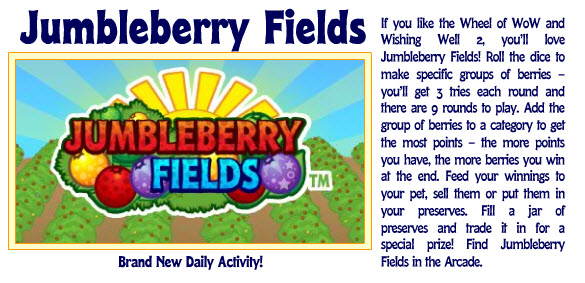 Jumbleberry Fields
JUMBLEBERRY
FIELDS
TM
Brand New Daily Activity!
If you like the Wheel of WoW and
Wishing Well 2, you'll love
Jumbleberry Fields! Roll the dice to
make specific groups of berries –
you'll get 3 tries each round and
there are 9 rounds to play. Add the
group of berries to a category to get
the most points – the more points
you have, the more berries you win
at the end. Feed your winnings to
your pet, sell them or put them in
your preserves. Fill a jar of
preserves and trade it in for a
special prize! Find Jumbleberry
Fields in the Arcade.